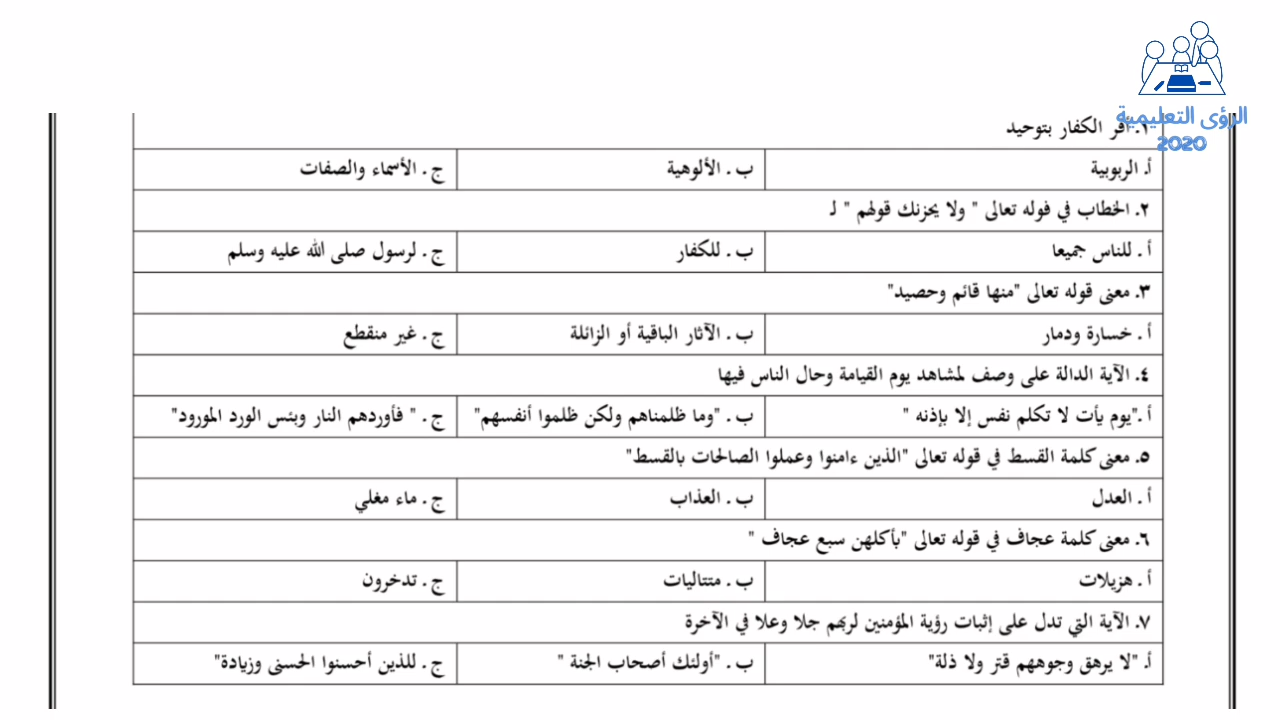 الرؤى التعليمية
2020
١. أقر الكفار بتوحيد
أ. الربوبية ب. الألوهية ج. الأسماء والصفات
٢. الخطاب في فوله تعالى " ولا يحزنك قولهم " لـ
أ. للناس جميعا ب. للكفار ج. لرسول صلى الله عليه وسلم
٣. معنى قوله تعالى "منها قائم وحصيد"
أ. خسارة ودمار ب. الآثار الباقية أو الزائلة ج. غير منقطع
٤. الآية الدالة على وصف لمشاهد يوم القيامة وحال الناس فيها
أ."يوم يأت لا تكلم نفس إلا بإذنه " ب. "وما ظلمناهم ولكن ظلموا أنفسهم" ج. " فأوردهم النار وبئس الورد المورود"
٥. معنى كلمة القسط في قوله تعالى "الذين ءامنوا وعملوا الصالحات بالقسط"
أ. العدل ب. العذاب ج. ماء مغلي
٦. معنى كلمة عجاف في قوله تعالى "بأكلهن سبع عجاف "
أ. هزيلات ب. متتاليات ج. تدخرون
٧. الآية التي تدل على إثبات رؤية المؤمنين لربهم جلا وعلا في الآخرة
أ. "لا يرهق وجوههم قتر ولا ذلة" ب. "أولئك أصحاب الجنة " ج. للذين أحسنوا الحسنى وزيادة"